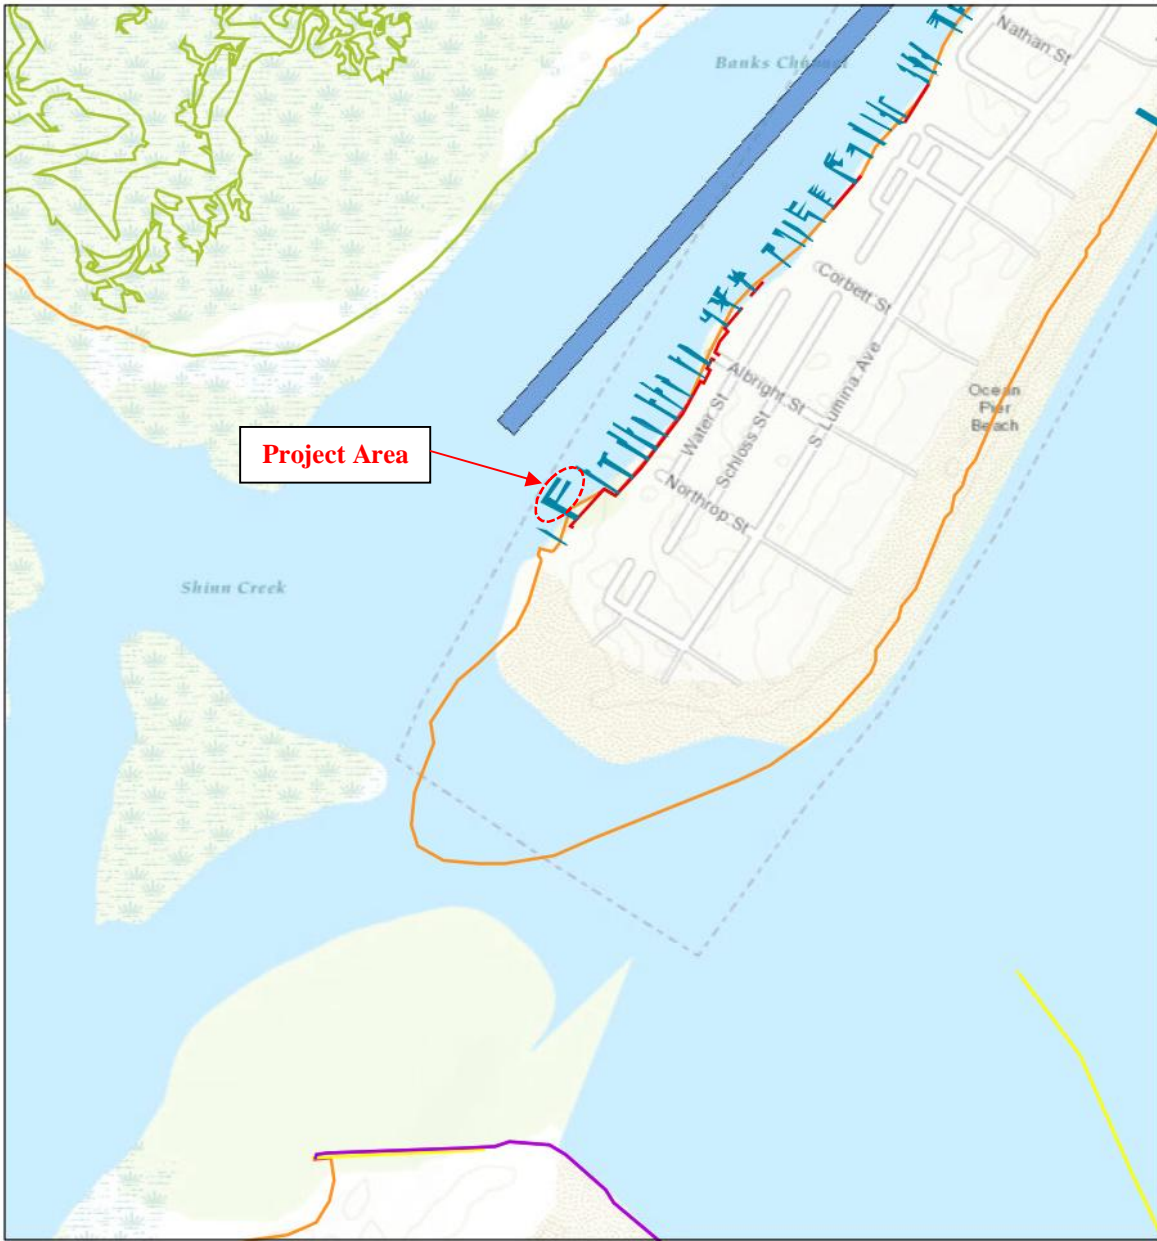 Nathan St
Banks Channel
Corbett St
S. Lumina Ave
Albright St
Ocean
Pier
Beach
Water St
Schloss St
Project Area
Northrop St
Shinn Creek